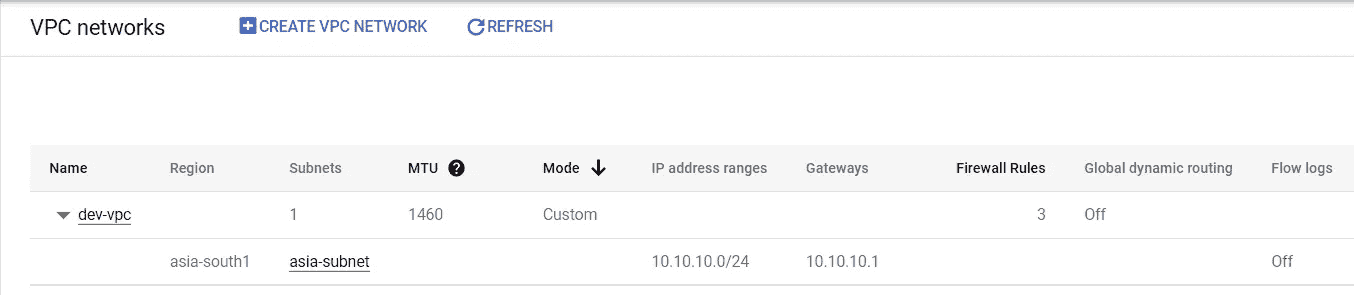 VPC networks CREATE VPC NETWORK REFRESH
Name Region Subnets MTU Mode IP address ranges Gateways Firewall Rules Global dynamic routing Flow logs
dev-vpc 1 1460 Custom 3 Off
asia-south1 asia-subnet 10.10.10.0/24 10.10.10.1 Off